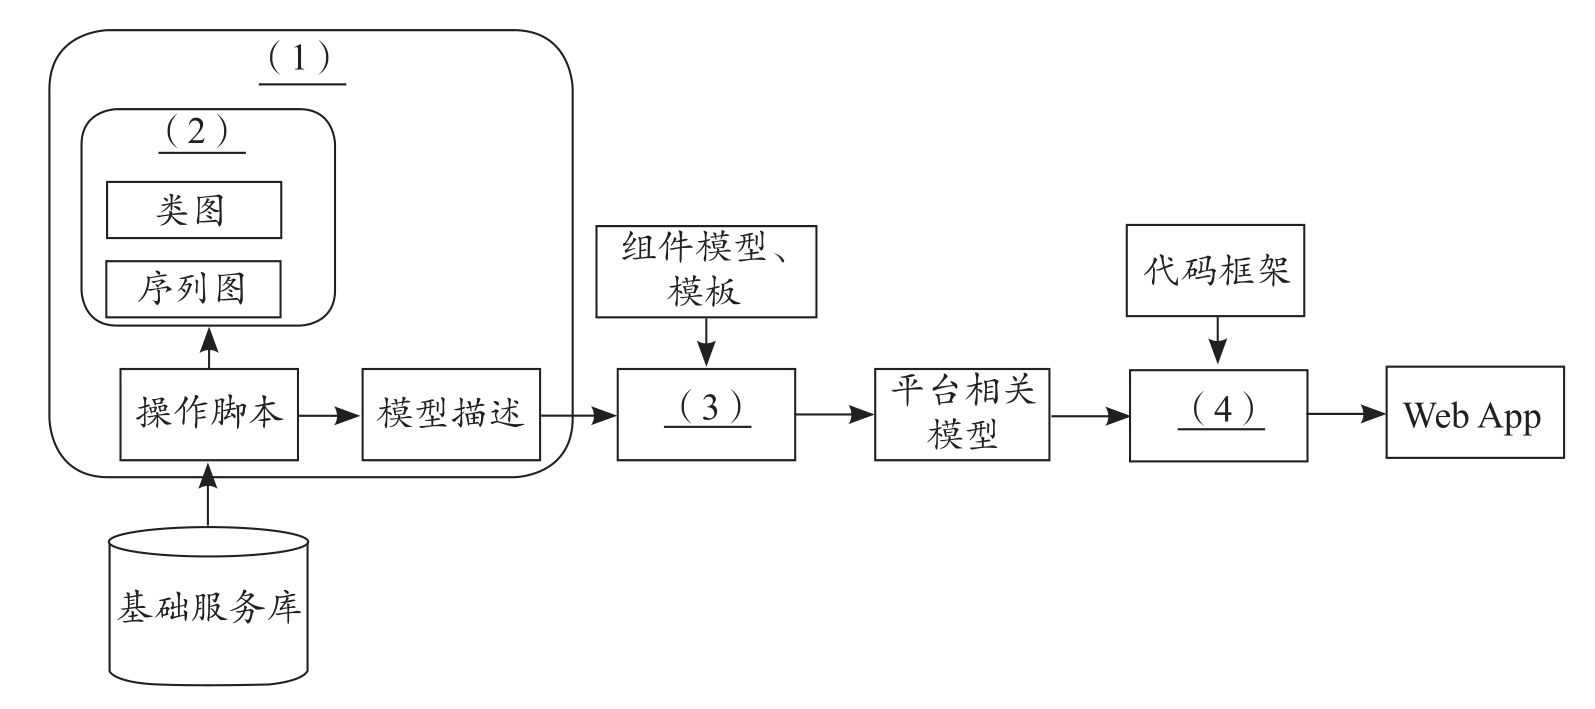 (1)
(2)
类图
序列图
操作脚本
模型描述
基础服务库
组件模型、
模板
(3)
平台相关
模型
代码框架
(4)
Web App